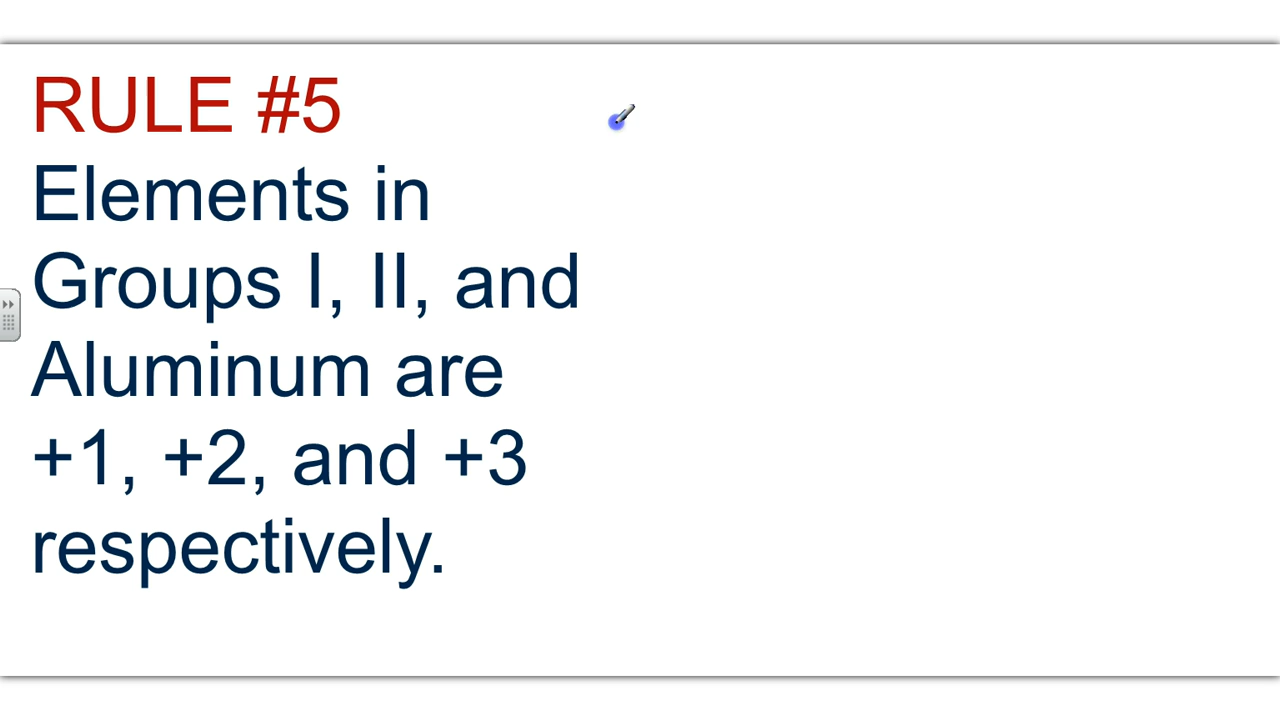 RULE #5
Elements in
Groups I, II, and
Aluminum are
+1, +2, and +3
respectively.